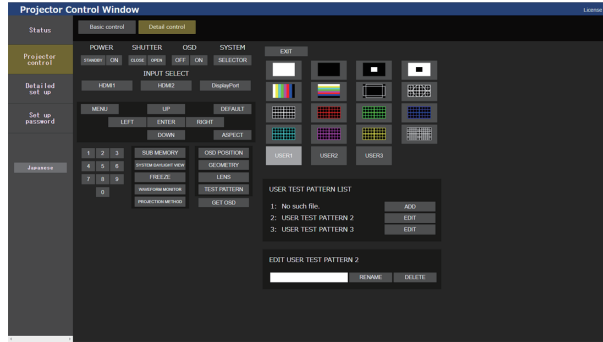 Projector Control Window
License
Status
Projector
control
Detailed
set up
Set up
password
Japanese
Basic control
Detail control
POWER SHUTTER OSD SYSTEM
STANDBY ON CLOSE OPEN OFF ON SELECTOR
INPUT SELECT
HDMI1 HDMI2 DisplayPort
MENU UP DEFAULT
LEFT ENTER RIGHT
DOWN ASPECT
1 2 3
4 5 6
7 8 9
0
SUB MEMORY
SYSTEM DAYLIGHT VIEW
FREEZE
WAVEFORM MONITOR
PROJECTION METHOD
OSD POSITION
GEOMETRY
LENS
TEST PATTERN
GET OSD
EXIT
USER1 USER2 USER3
USER TEST PATTERN LIST
1: No such file. ADD
2: USER TEST PATTERN 2 EDIT
3: USER TEST PATTERN 3 EDIT
EDIT USER TEST PATTERN 2
RENAME DELETE